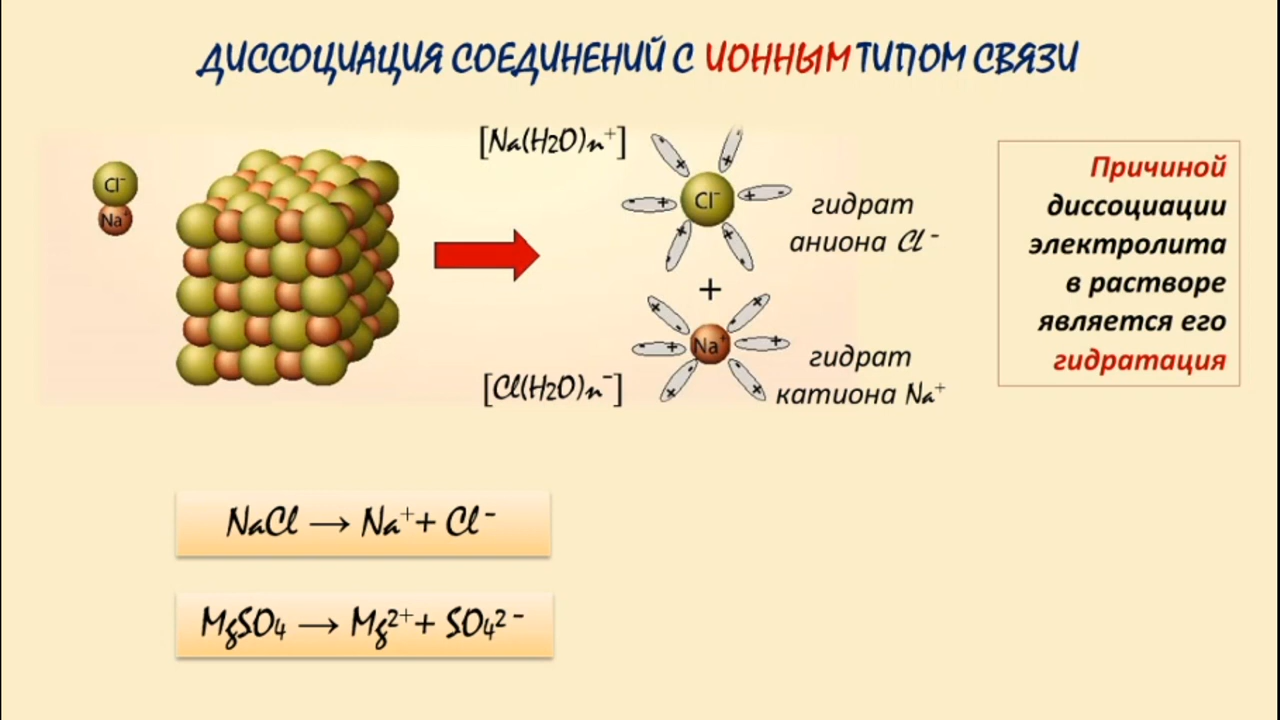 ДИССОЦИАЦИЯ СОЕДИНЕНИЙ С ИОННЫМ ТИПОМ СВЯЗИ
Cl⁻
Na⁺
[Na(H₂O)n⁺]
Cl⁻
гидрат
аниона Cl⁻
+
Na⁺
[Cl(H₂O)n⁻]
гидрат
катиона Na⁺
Причиной
диссоциации
электролита
в растворе
является его
гидратация
NaCl → Na⁺ + Cl⁻
MgSO₄ → Mg²⁺ + SO₄²⁻